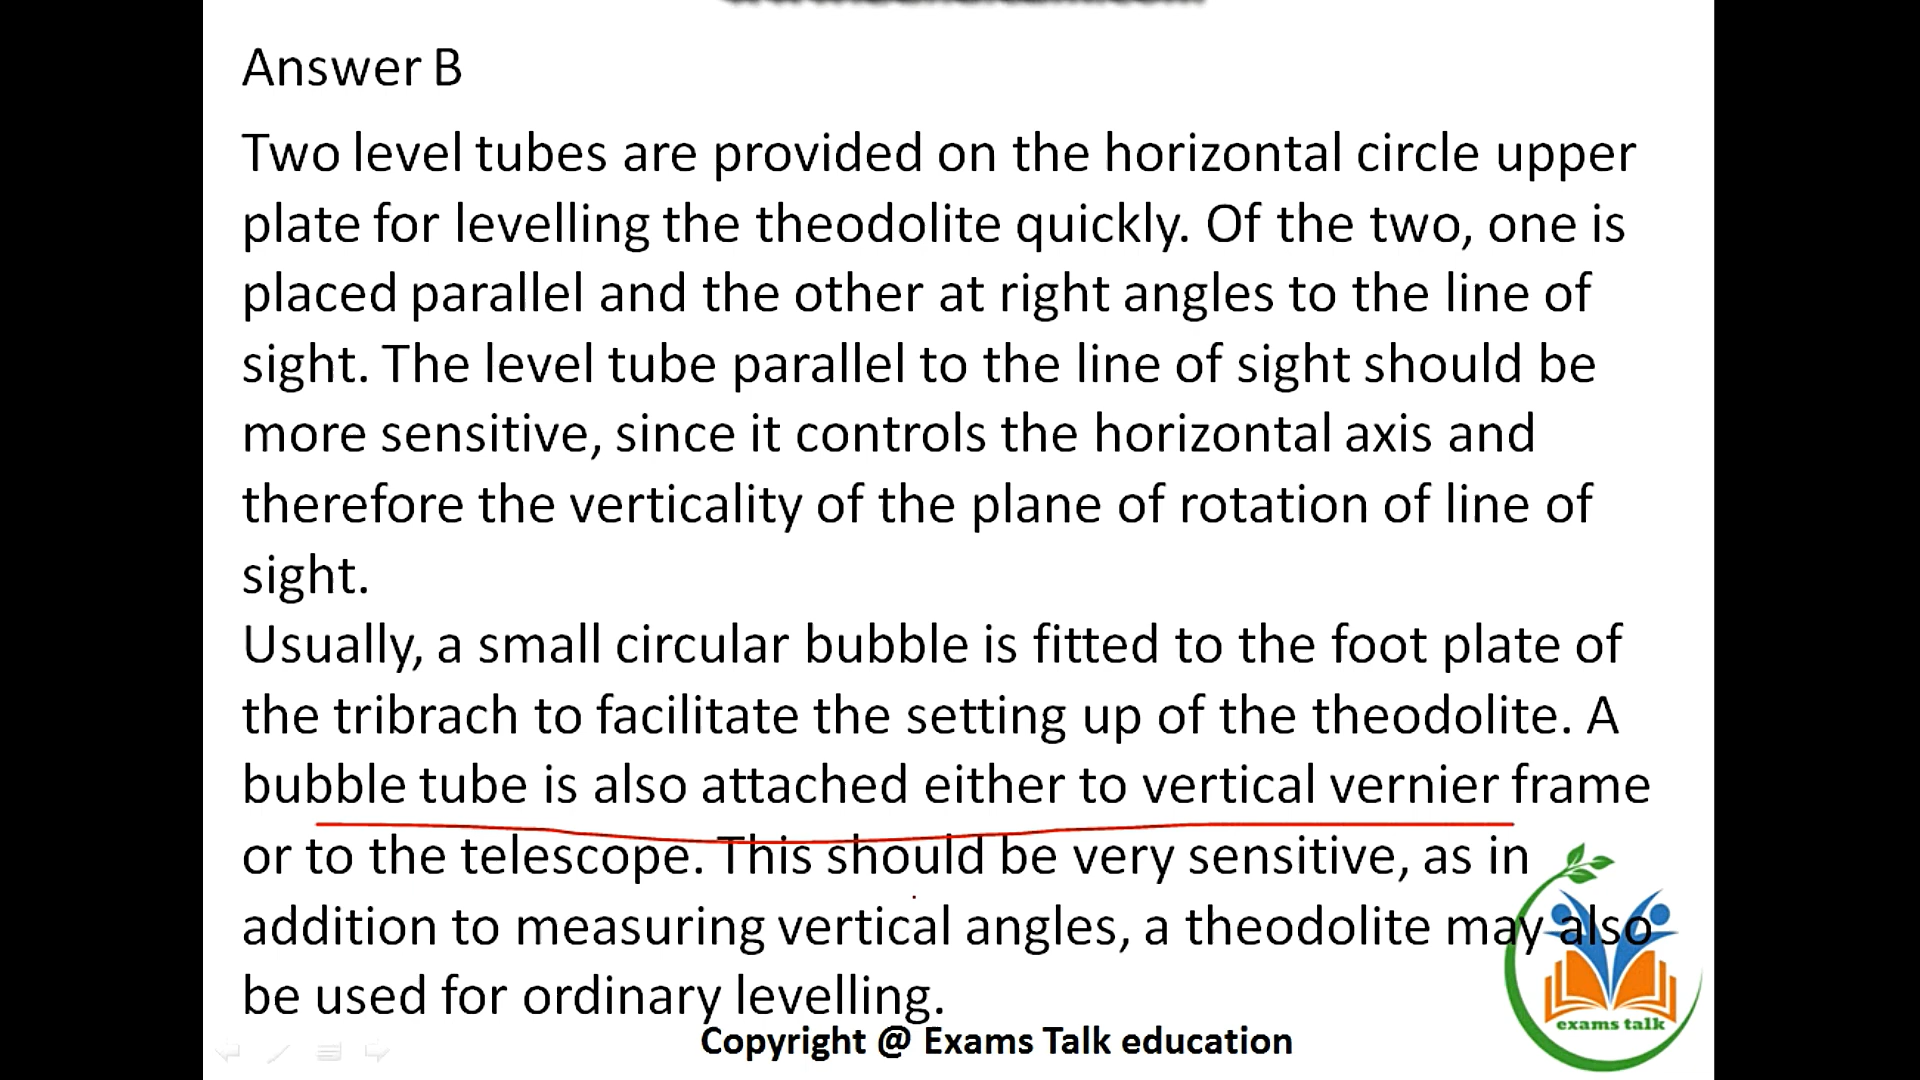 Answer B
Two level tubes are provided on the horizontal circle upper
plate for levelling the theodolite quickly. Of the two, one is
placed parallel and the other at right angles to the line of
sight. The level tube parallel to the line of sight should be
more sensitive, since it controls the horizontal axis and
therefore the verticality of the plane of rotation of line of
sight.
Usually, a small circular bubble is fitted to the foot plate of
the tribrach to facilitate the setting up of the theodolite. A
bubble tube is also attached either to vertical vernier frame
or to the telescope. This should be very sensitive, as in
addition to measuring vertical angles, a theodolite may also
be used for ordinary levelling.
exams talk
Copyright @ Exams Talk education